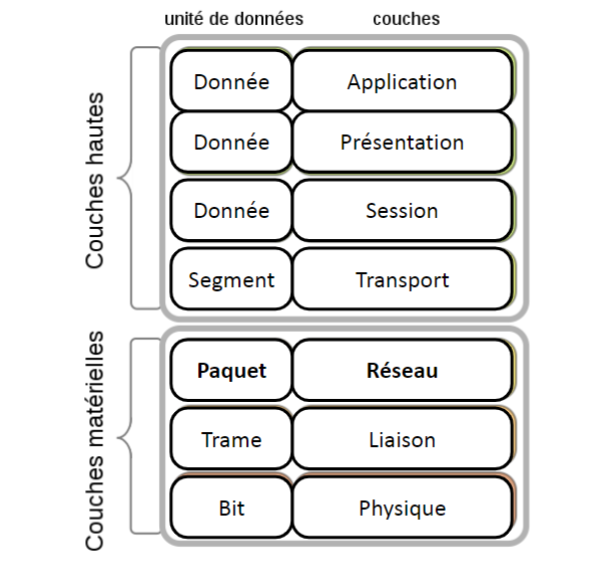 unité de données couches
Couches hautes
Donnée Application
Donnée Présentation
Donnée Session
Segment Transport
Couches matérielles
Paquet Réseau
Trame Liaison
Bit Physique